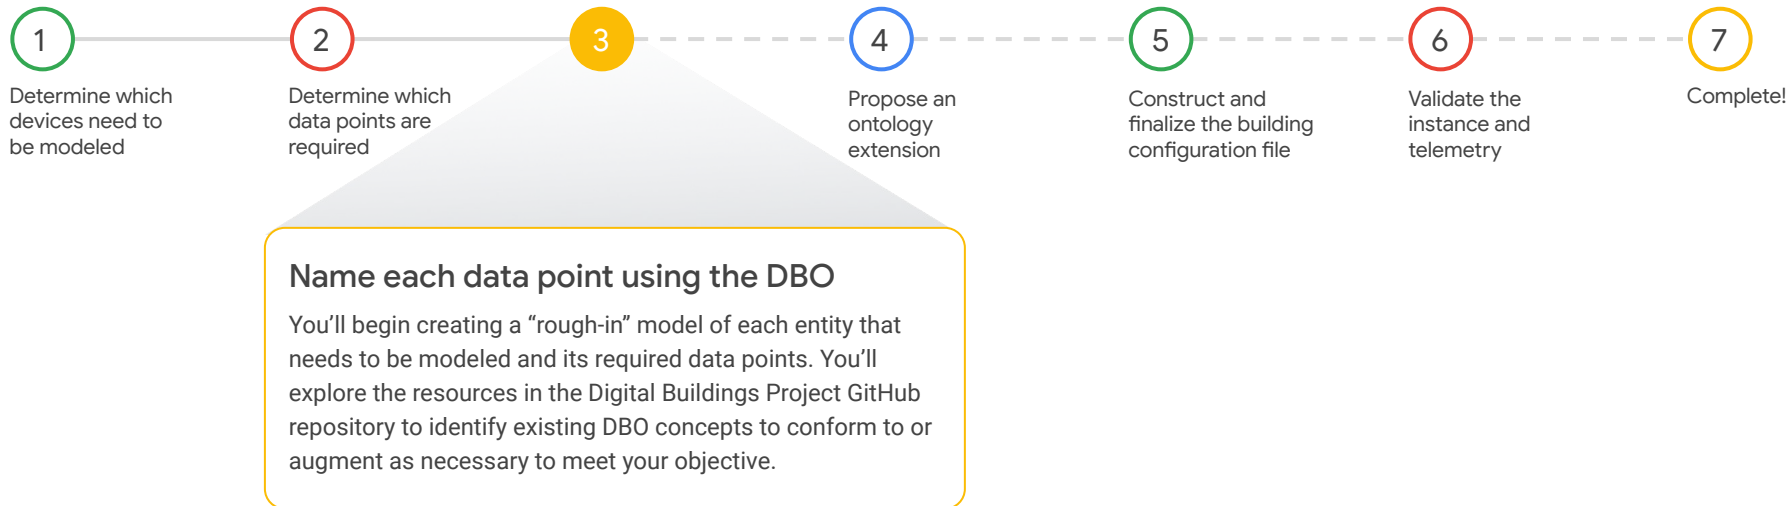 1
2
3
4
5
6
7
Determine which
devices need to
be modeled
Determine which
data points are
required
Propose an
ontology
extension
Construct and
finalize the building
configuration file
Validate the
instance and
telemetry
Complete!
Name each data point using the DBO
You’ll begin creating a “rough-in” model of each entity that
needs to be modeled and its required data points. You’ll
explore the resources in the Digital Buildings Project GitHub
repository to identify existing DBO concepts to conform to or
augment as necessary to meet your objective.